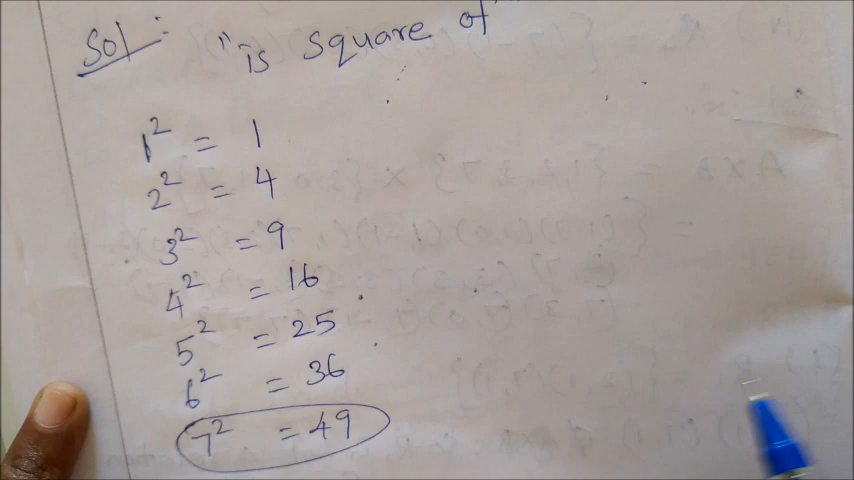 Sol: "is square of"
1² = 1
2² = 4
3² = 9
4² = 16
5² = 25
6² = 36
7² = 49